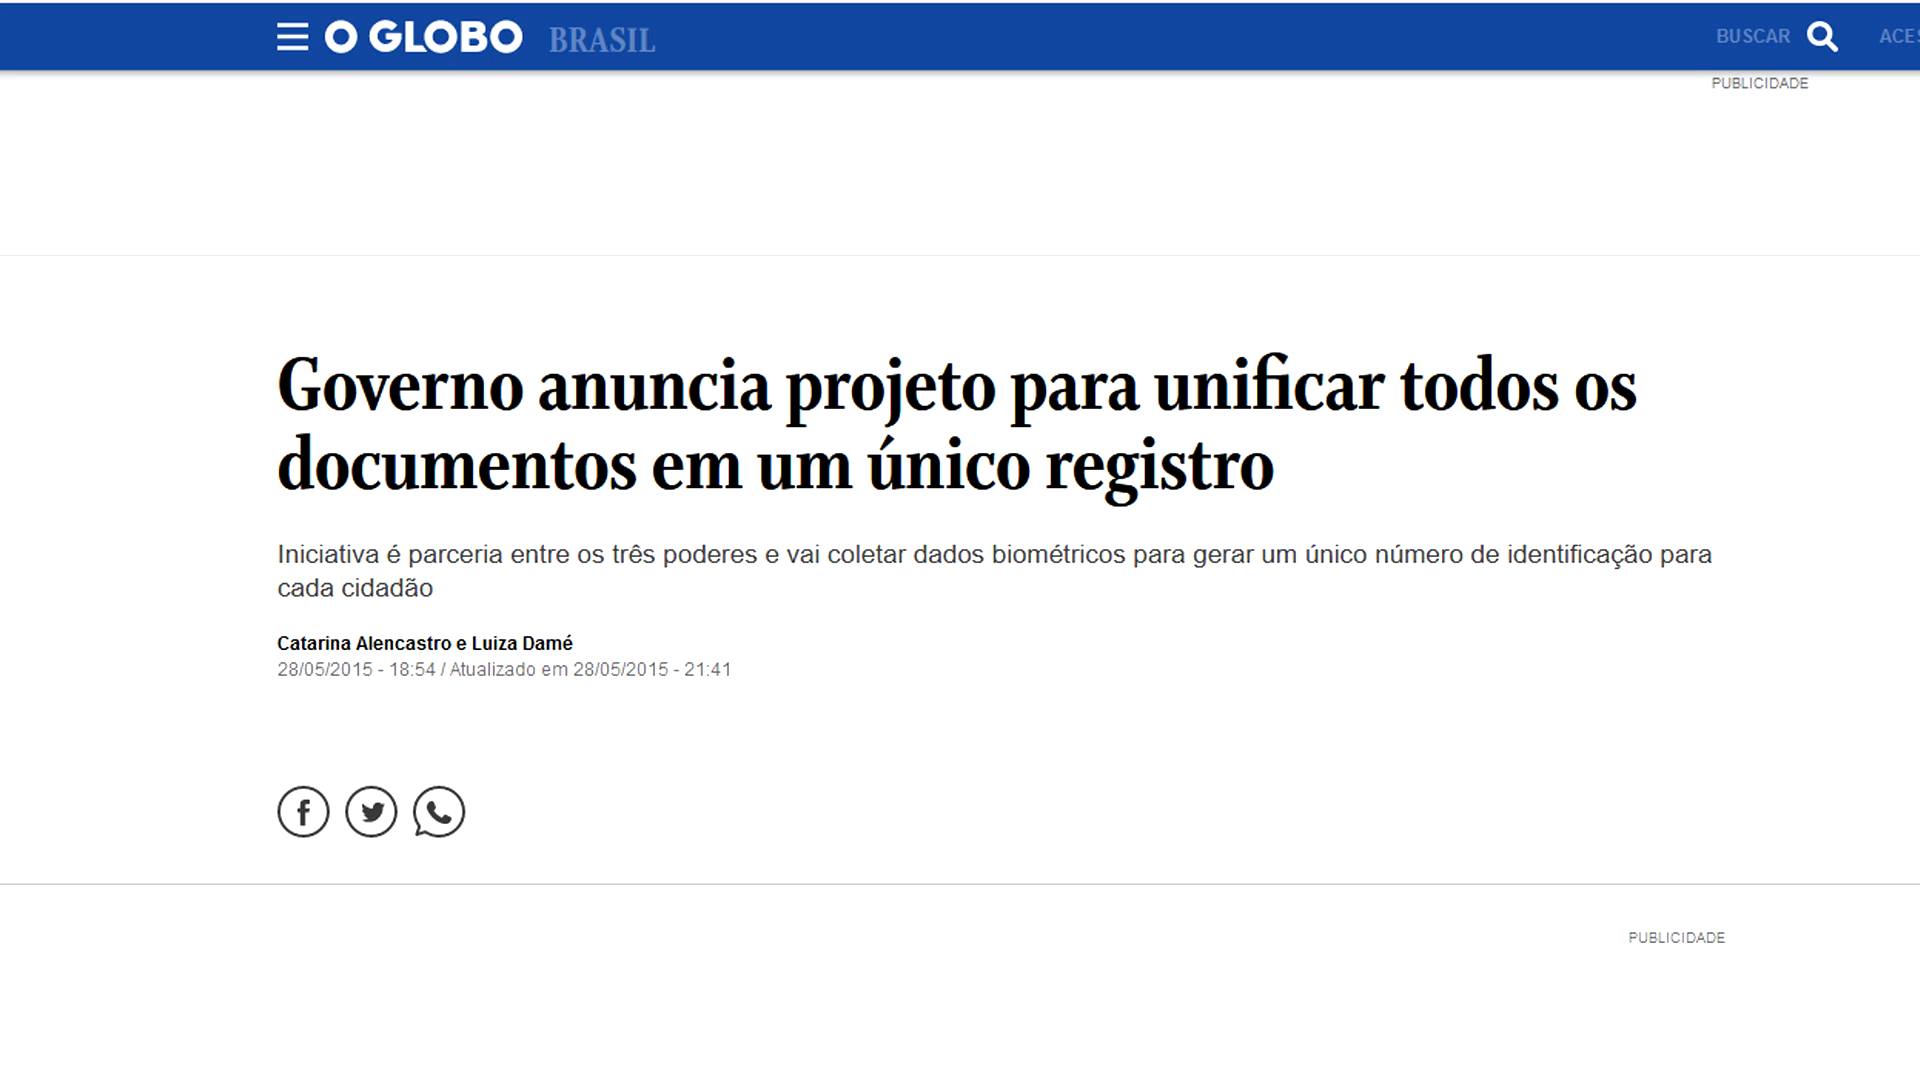 O GLOBO BRASIL BUSCAR
PUBLICIDADE
Governo anuncia projeto para unificar todos os
documentos em um único registro
Iniciativa é parceria entre os três poderes e vai coletar dados biométricos para gerar um único número de identificação para
cada cidadão
Catarina Alencastro e Luiza Damé
28/05/2015 - 18:54 / Atualizado em 28/05/2015 - 21:41
PUBLICIDADE